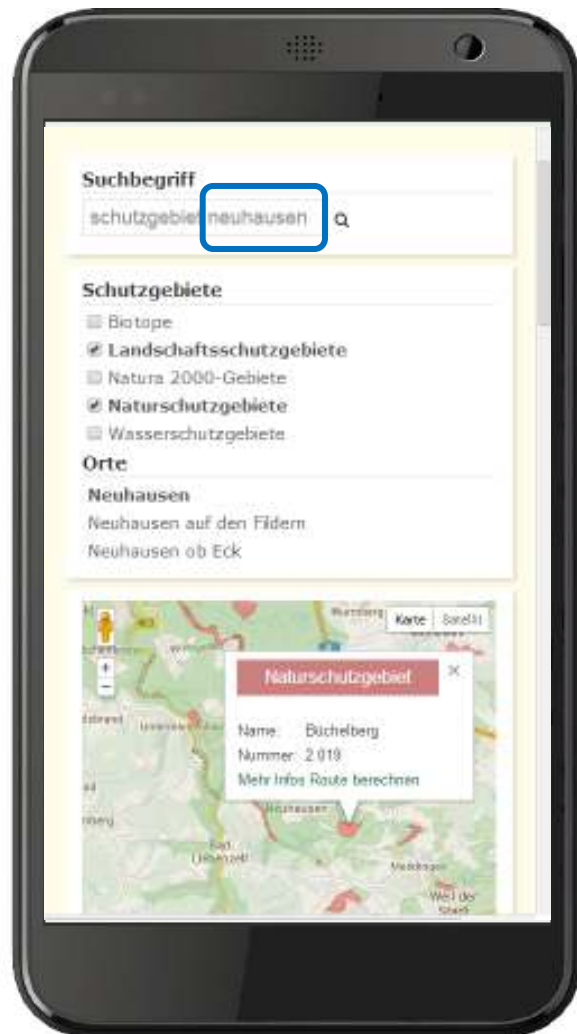 Suchbegriff
schutzgebiet neuhausen
Schutzgebiete
Biotope
Landschaftsschutzgebiete
Natura 2000-Gebiete
Naturschutzgebiete
Wasserschutzgebiete
Orte
Neuhausen
Neuhausen auf den Fildern
Neuhausen ob Eck
Karte Satellit
Naturschutzgebiet
Name: Büchelberg
Nummer: 2.019
Mehr Infos Route berechnen
Neuhausen
Bad
Liebenzell
Weil der
Stadt